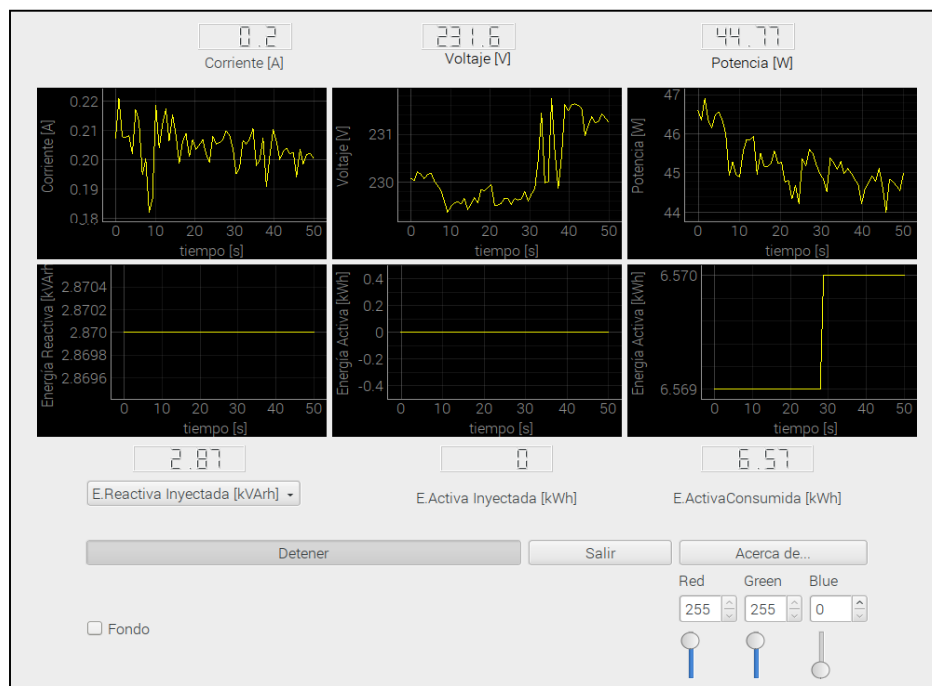 0.2 231.6 44.77
Corriente [A] Voltaje [V] Potencia [W]
Corriente [A]
0.22
0.21
0.20
0.19
0.18
0 10 20 30 40 50
tiempo [s]
Voltaje [V]
231
230
0 10 20 30 40 50
tiempo [s]
Potencia [W]
47
46
45
44
0 10 20 30 40 50
tiempo [s]
Energía Reactiva [kVArh]
2.8704
2.8702
2.870
2.8698
2.8696
0 10 20 30 40 50
tiempo [s]
Energía Activa [kWh]
0.4
0.2
0
-0.2
-0.4
0 10 20 30 40 50
tiempo [s]
Energía Activa [kWh]
6.570
6.569
0 10 20 30 40 50
tiempo [s]
2.87 0 6.57
E.Reactiva Inyectada [kVArh] E.Activa Inyectada [kWh] E.ActivaConsumida [kWh]
Detener Salir Acerca de...
Red Green Blue
255 255 0
Fondo